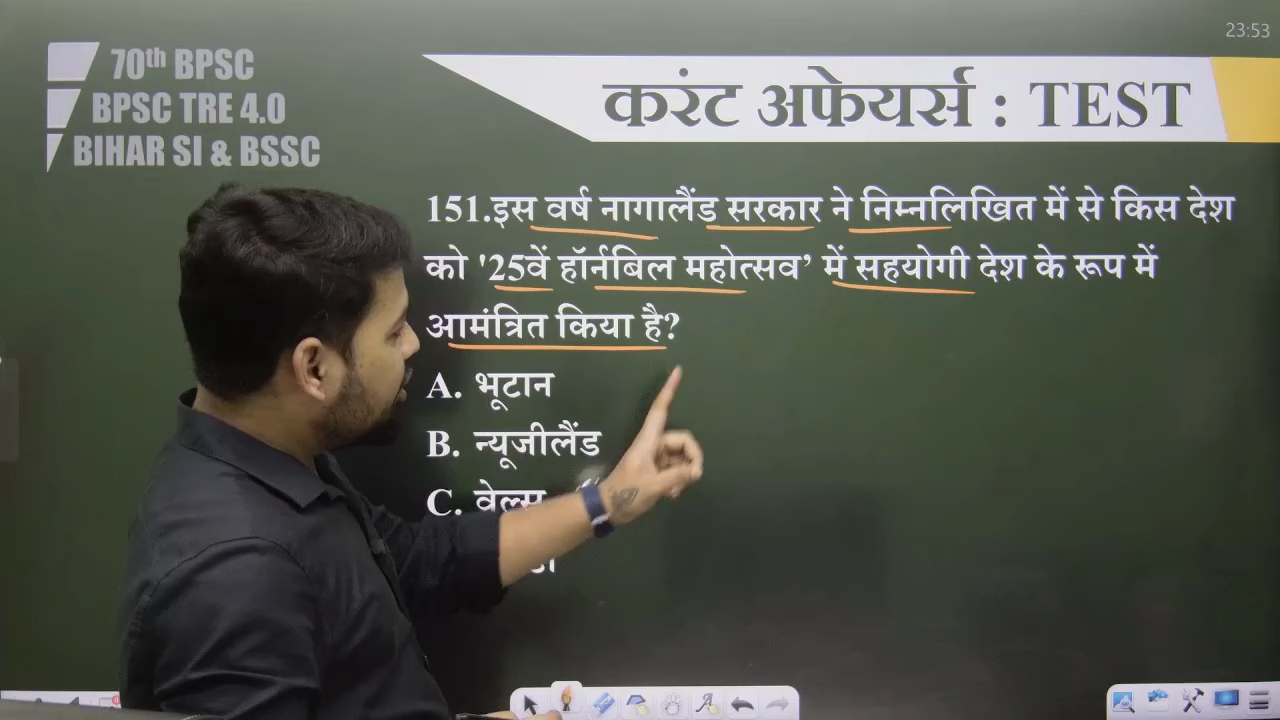 23:53
70th BPSC
BPSC TRE 4.0
BIHAR SI & BSSC
करंट अफेयर्स : TEST
151.इस वर्ष नागालैंड सरकार ने निम्नलिखित में से किस देश
को '25वें हॉर्नबिल महोत्सव’ में सहयोगी देश के रूप में
आमंत्रित किया है?
A. भूटान
B. न्यूजीलैंड
C. वेल्स